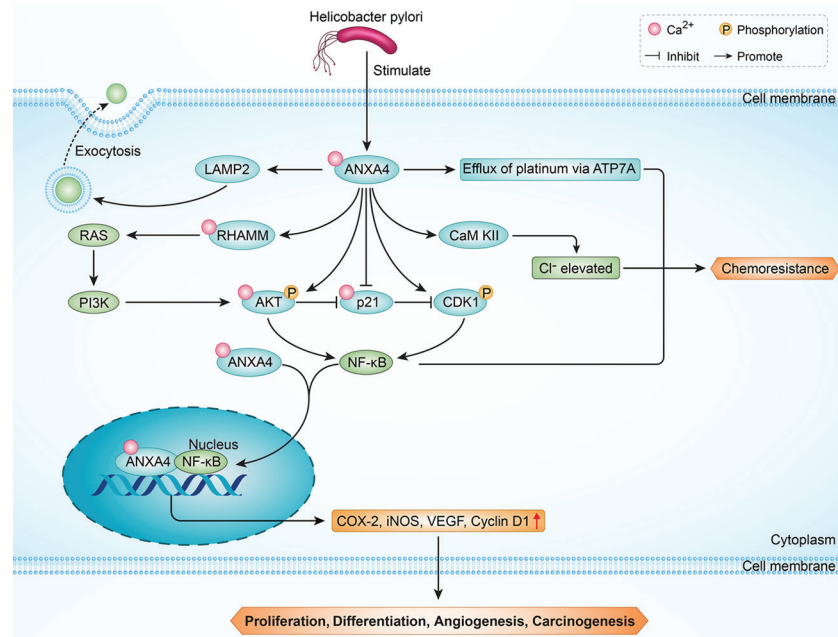 Helicobacter pylori
Ca2+
P Phosphorylation
Inhibit
Promote
Stimulate
Cell membrane
Exocytosis
LAMP2
ANXA4
Efflux of platinum via ATP7A
RAS
RHAMM
CaM KII
Cl⁻ elevated
Chemoresistance
PI3K
AKT P
p21
CDK1 P
ANXA4
NF-κB
Nucleus
ANXA4
NF-κB
COX-2, iNOS, VEGF, Cyclin D1
Cytoplasm
Cell membrane
Proliferation, Differentiation, Angiogenesis, Carcinogenesis